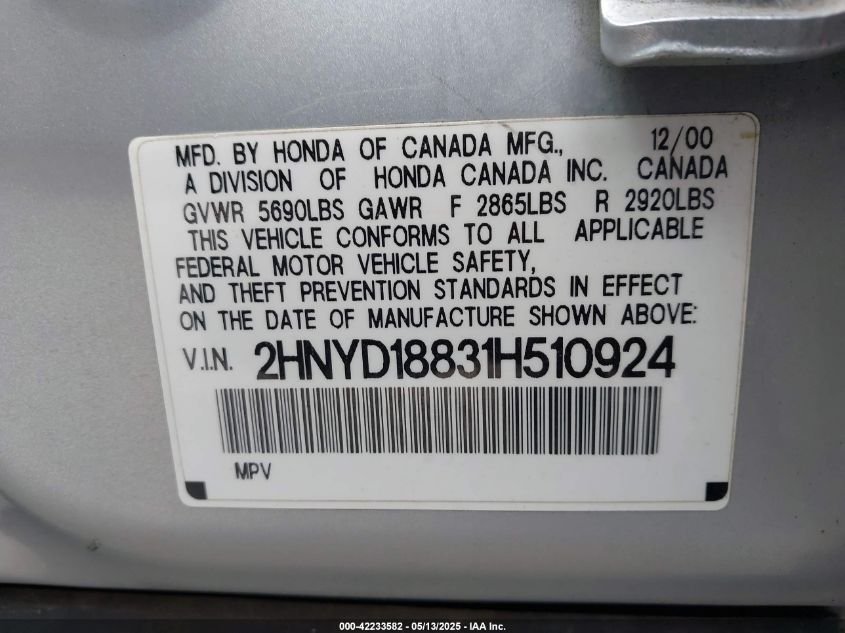 MFD. BY HONDA OF CANADA MFG., 12/00
A DIVISION OF HONDA CANADA INC. CANADA
GVWR 5690LBS GAWR F 2865LBS R 2920LBS
THIS VEHICLE CONFORMS TO ALL APPLICABLE
FEDERAL MOTOR VEHICLE SAFETY,
AND THEFT PREVENTION STANDARDS IN EFFECT
ON THE DATE OF MANUFACTURE SHOWN ABOVE:
V.I.N. 2HNYD18831H510924
MPV
000-42233582 - 05/13/2025 - IAA Inc.